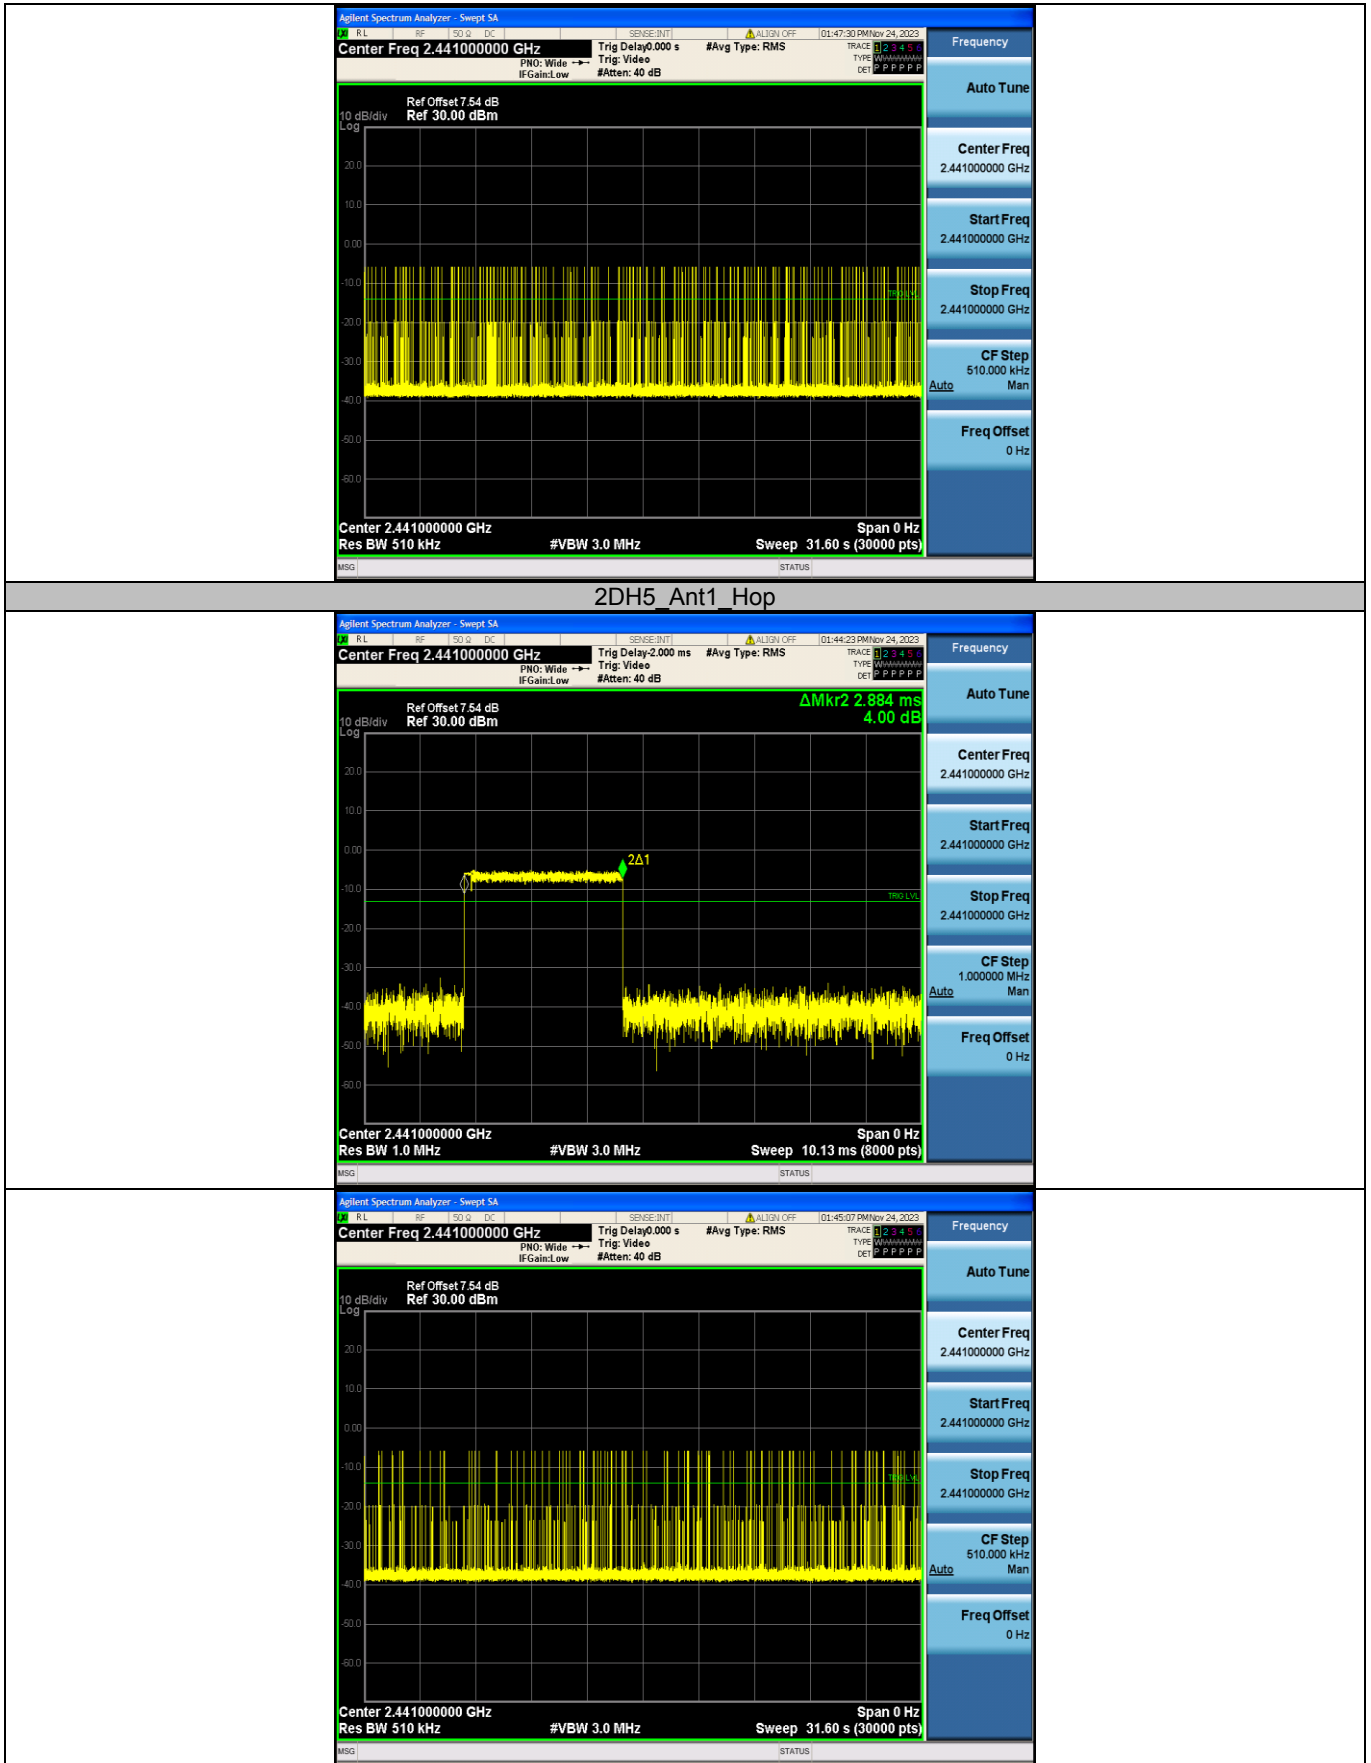 Agilent Spectrum Analyzer - Swept SA
RL RF 50 Ω DC SENSE:INT ALIGN OFF 01:47:30 PM Nov 24, 2023
Center Freq 2.441000000 GHz
PNO: Wide
IFGain:Low
Trig Delay0.000 s
Trig: Video
#Atten: 40 dB
#Avg Type: RMS
TRACE 1 2 3 4 5 6
TYPE
DET P P P P P P
Ref Offset 7.54 dB
10 dB/div Ref 30.00 dBm
Log
20.0
10.0
0.00
-10.0
TRIG LVL
-20.0
-30.0
-40.0
-50.0
-60.0
Center 2.441000000 GHz Span 0 Hz
Res BW 510 kHz #VBW 3.0 MHz Sweep 31.60 s (30000 pts)
MSG STATUS
Frequency
Auto Tune
Center Freq
2.441000000 GHz
Start Freq
2.441000000 GHz
Stop Freq
2.441000000 GHz
CF Step
510.000 kHz
Auto Man
Freq Offset
0 Hz
2DH5_Ant1_Hop
Agilent Spectrum Analyzer - Swept SA
RL RF 50 Ω DC SENSE:INT ALIGN OFF 01:44:23 PM Nov 24, 2023
Center Freq 2.441000000 GHz
PNO: Wide
IFGain:Low
Trig Delay-2.000 ms
Trig: Video
#Atten: 40 dB
#Avg Type: RMS
TRACE 1 2 3 4 5 6
TYPE
DET P P P P P P
ΔMkr2 2.884 ms
4.00 dB
Ref Offset 7.54 dB
10 dB/div Ref 30.00 dBm
Log
20.0
10.0
0.00
2Δ1
-10.0
TRIG LVL
-20.0
-30.0
-40.0
-50.0
-60.0
Center 2.441000000 GHz Span 0 Hz
Res BW 1.0 MHz #VBW 3.0 MHz Sweep 10.13 ms (8000 pts)
MSG STATUS
Frequency
Auto Tune
Center Freq
2.441000000 GHz
Start Freq
2.441000000 GHz
Stop Freq
2.441000000 GHz
CF Step
1.000000 MHz
Auto Man
Freq Offset
0 Hz
Agilent Spectrum Analyzer - Swept SA
RL RF 50 Ω DC SENSE:INT ALIGN OFF 01:45:07 PM Nov 24, 2023
Center Freq 2.441000000 GHz
PNO: Wide
IFGain:Low
Trig Delay0.000 s
Trig: Video
#Atten: 40 dB
#Avg Type: RMS
TRACE 1 2 3 4 5 6
TYPE
DET P P P P P P
Ref Offset 7.54 dB
10 dB/div Ref 30.00 dBm
Log
20.0
10.0
0.00
-10.0
TRIG LVL
-20.0
-30.0
-40.0
-50.0
-60.0
Center 2.441000000 GHz Span 0 Hz
Res BW 510 kHz #VBW 3.0 MHz Sweep 31.60 s (30000 pts)
MSG STATUS
Frequency
Auto Tune
Center Freq
2.441000000 GHz
Start Freq
2.441000000 GHz
Stop Freq
2.441000000 GHz
CF Step
510.000 kHz
Auto Man
Freq Offset
0 Hz